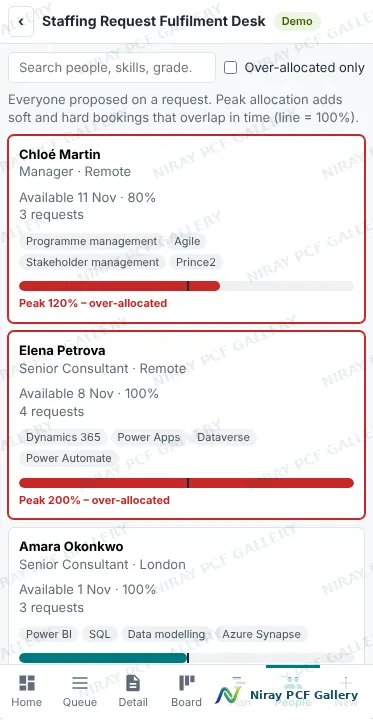 Staffing Request Fulfilment Desk Demo
Search people, skills, grade. Over-allocated only
Everyone proposed on a request. Peak allocation adds
soft and hard bookings that overlap in time (line = 100%).
Chloé Martin
Manager · Remote
Available 11 Nov · 80%
3 requests
Programme management Agile
Stakeholder management Prince2
Peak 120% – over-allocated
Elena Petrova
Senior Consultant · Remote
Available 8 Nov · 100%
4 requests
Dynamics 365 Power Apps Dataverse
Power Automate
Peak 200% – over-allocated
Amara Okonkwo
Senior Consultant · London
Available 1 Nov · 100%
3 requests
Power BI SQL Data modelling Azure Synapse
Home Queue Detail Board People
Niray PCF Gallery
NIRAY PCF GALLERY